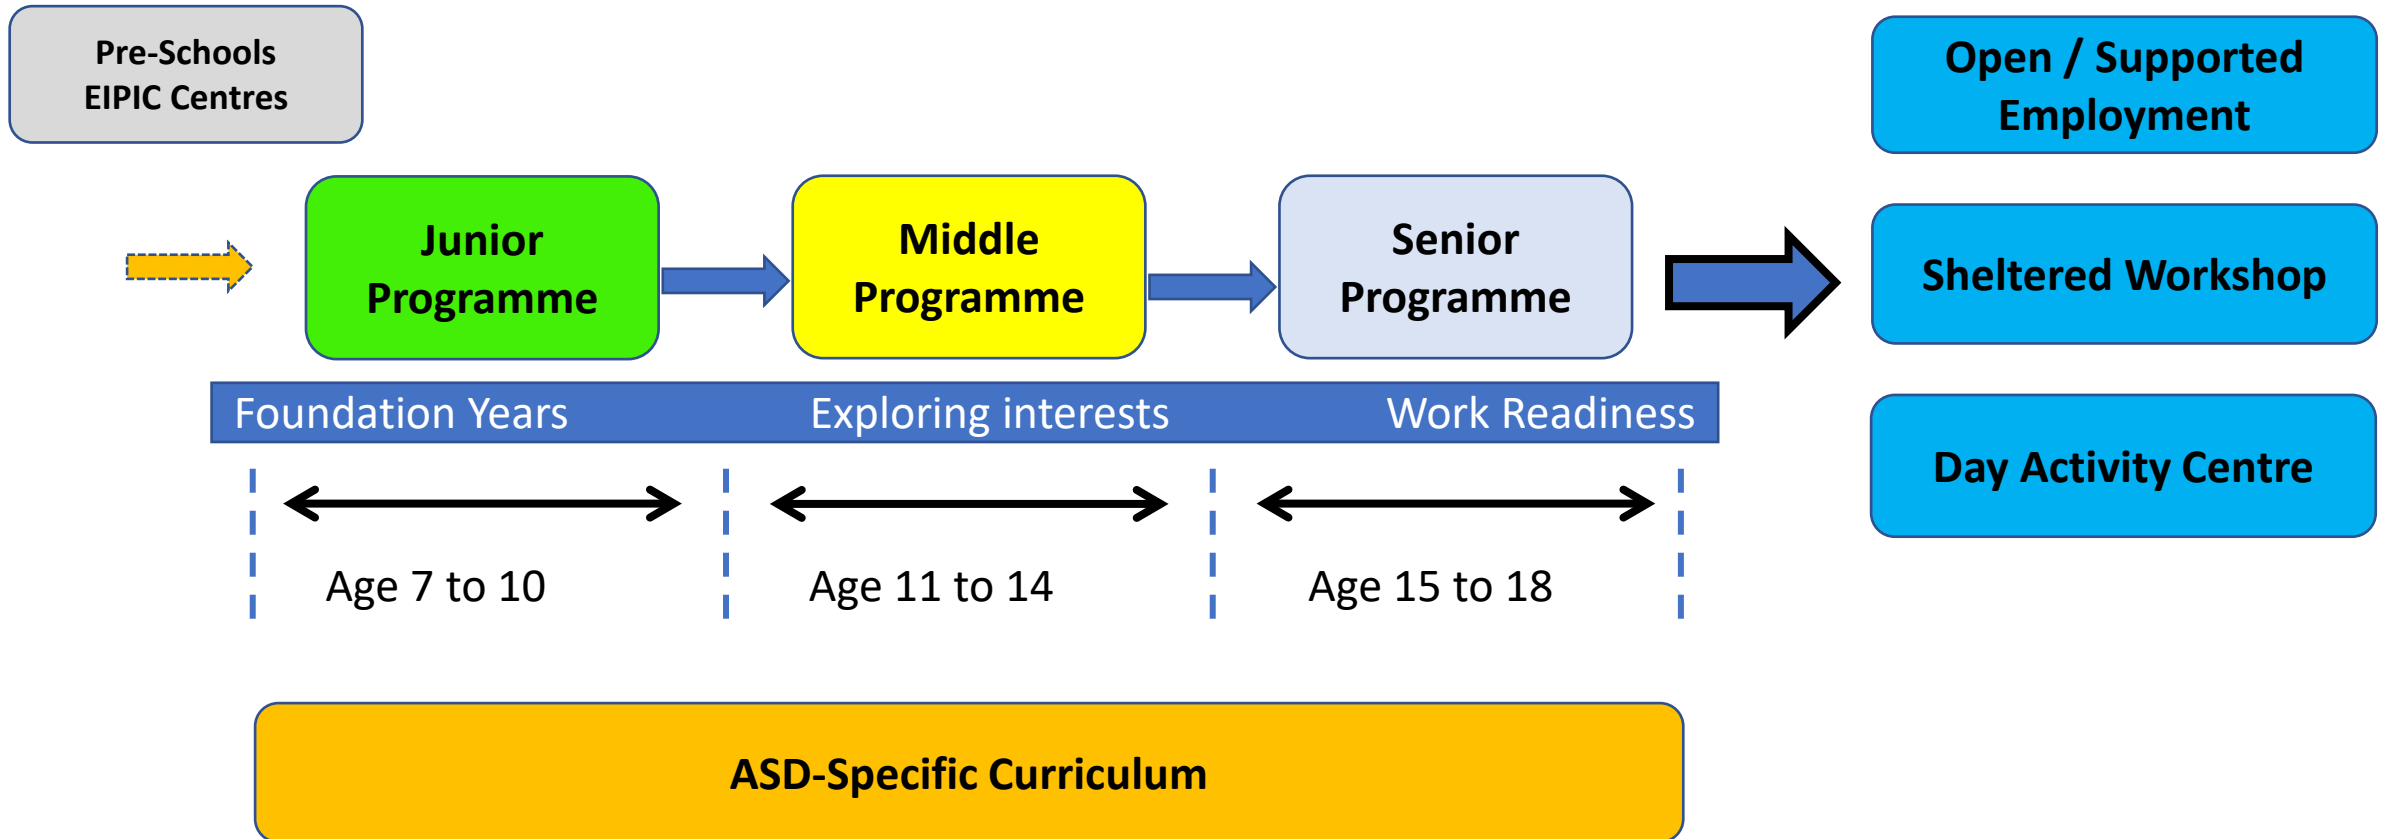 Pre-Schools
EIPIC Centres
Open / Supported
Employment
Junior
Programme
Middle
Programme
Senior
Programme
Sheltered Workshop
Foundation Years
Exploring interests
Work Readiness
Day Activity Centre
Age 7 to 10
Age 11 to 14
Age 15 to 18
ASD-Specific Curriculum